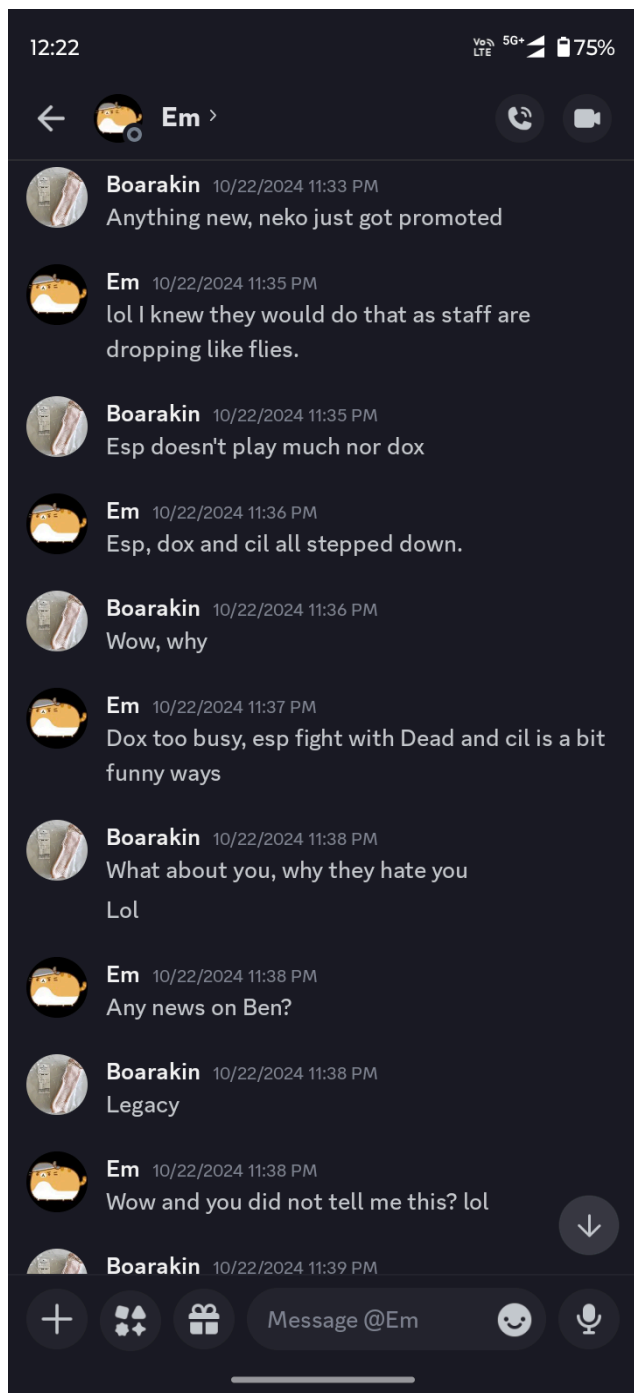 12:22
Vo LTE 5G+ 75%
Em
Boarakin 10/22/2024 11:33 PM
Anything new, neko just got promoted
Em 10/22/2024 11:35 PM
lol I knew they would do that as staff are
dropping like flies.
Boarakin 10/22/2024 11:35 PM
Esp doesn't play much nor dox
Em 10/22/2024 11:36 PM
Esp, dox and cil all stepped down.
Boarakin 10/22/2024 11:36 PM
Wow, why
Em 10/22/2024 11:37 PM
Dox too busy, esp fight with Dead and cil is a bit
funny ways
Boarakin 10/22/2024 11:38 PM
What about you, why they hate you
Lol
Em 10/22/2024 11:38 PM
Any news on Ben?
Boarakin 10/22/2024 11:38 PM
Legacy
Em 10/22/2024 11:38 PM
Wow and you did not tell me this? lol
Boarakin 10/22/2024 11:39 PM
Message @Em